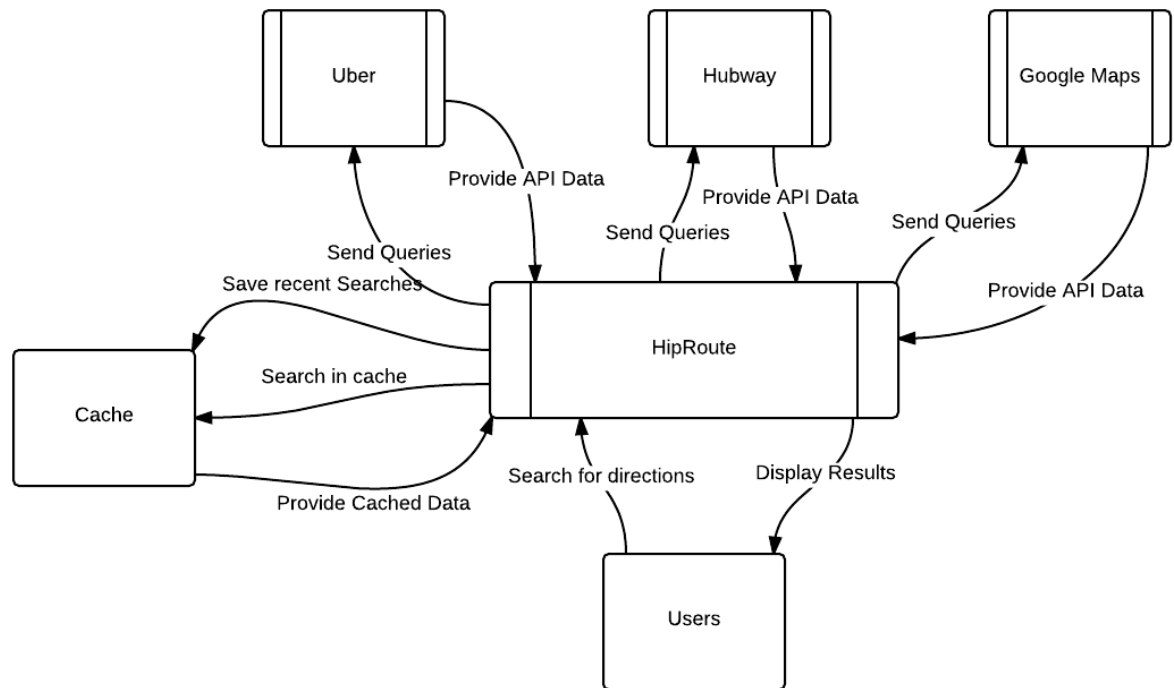 Uber
Hubway
Google Maps
Provide API Data
Provide API Data
Send Queries
Send Queries
Send Queries
Save recent Searches
Provide API Data
HipRoute
Search in cache
Cache
Search for directions
Display Results
Provide Cached Data
Users